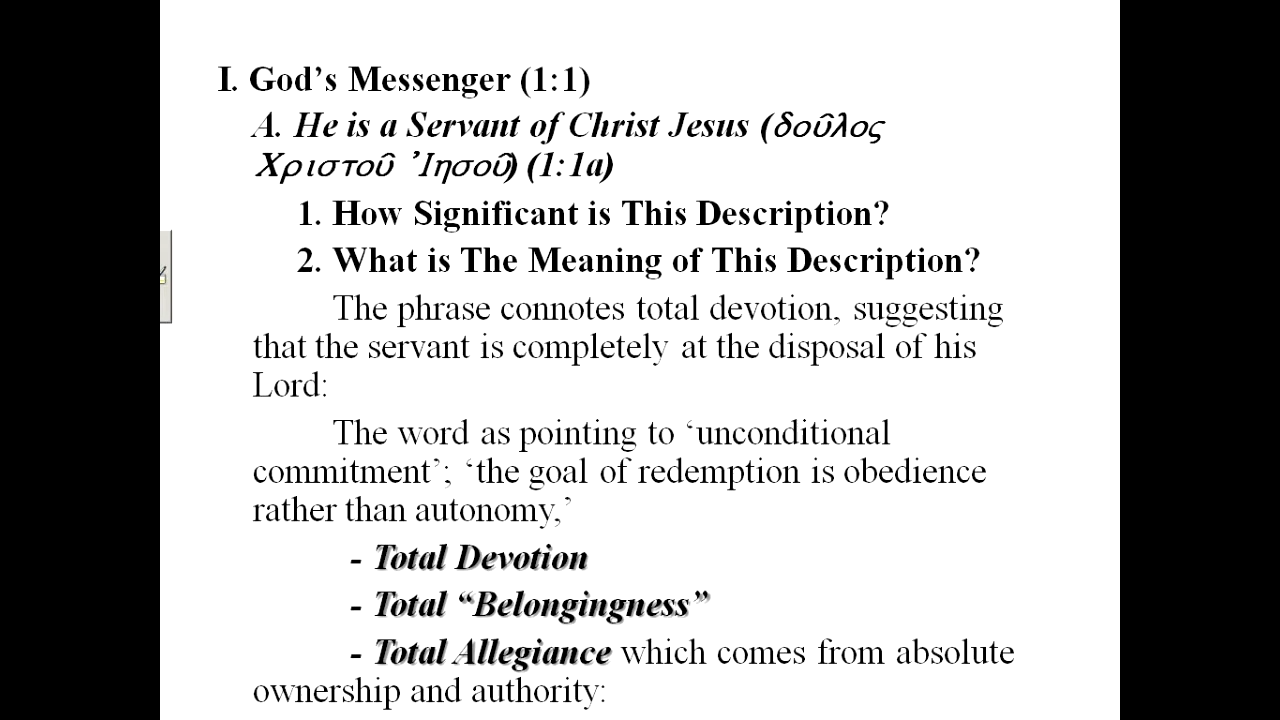 I. God’s Messenger (1:1)
A. He is a Servant of Christ Jesus (δοῦλος
Χριστοῦ Ἰησοῦ) (1:1a)
1. How Significant is This Description?
2. What is The Meaning of This Description?
The phrase connotes total devotion, suggesting
that the servant is completely at the disposal of his
Lord:
The word as pointing to ‘unconditional
commitment’; ‘the goal of redemption is obedience
rather than autonomy,’
- Total Devotion
- Total “Belongingness”
- Total Allegiance which comes from absolute
ownership and authority: